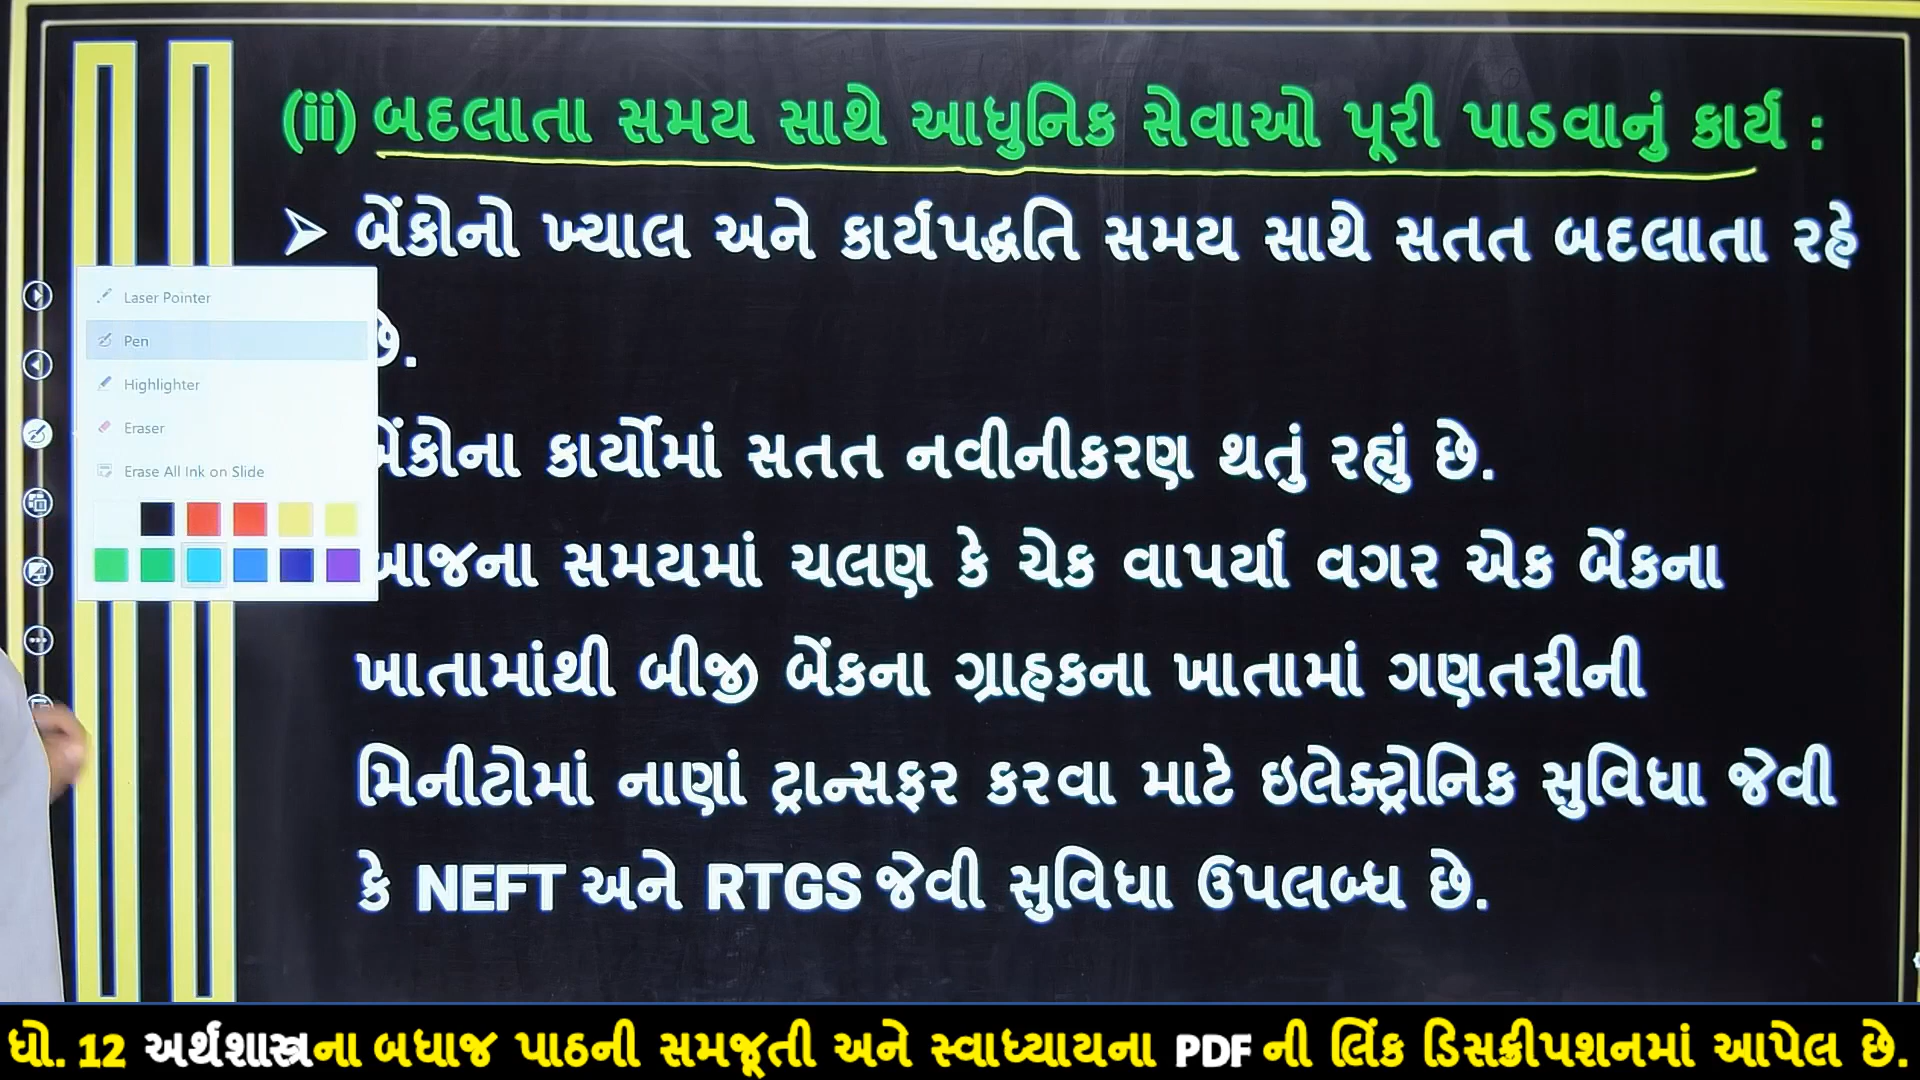 (ii) બદલાતા સમય સાથે આધુનિક સેવાઓ પૂરી પાડવાનું કાર્ય :
➢ બેંકોનો ખ્યાલ અને કાર્યપદ્ધતિ સમય સાથે સતત બદલાતા રહે
છે.
બેંકોના કાર્યોમાં સતત નવીનીકરણ થતું રહ્યું છે.
આજના સમયમાં ચલણ કે ચેક વાપર્યા વગર એક બેંકના
ખાતામાંથી બીજી બેંકના ગ્રાહકના ખાતામાં ગણતરીની
મિનીટોમાં નાણાં ટ્રાન્સફર કરવા માટે ઇલેક્ટ્રોનિક સુવિધા જેવી
કે NEFT અને RTGS જેવી સુવિધા ઉપલબ્ધ છે.
Laser Pointer
Pen
Highlighter
Eraser
Erase All Ink on Slide
ધો. 12 અર્થશાસ્ત્રના બધાજ પાઠની સમજૂતી અને સ્વાધ્યાયના PDF ની લિંક ડિસક્રીપશનમાં આપેલ છે.